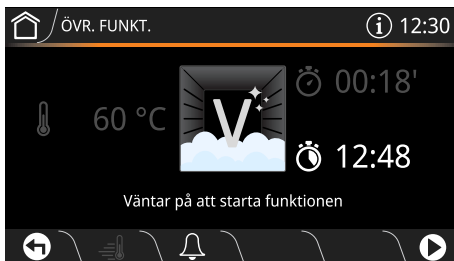 ÖVR. FUNKT.
12:30
60 °C
V
00:18'
12:48
Väntar på att starta funktionen